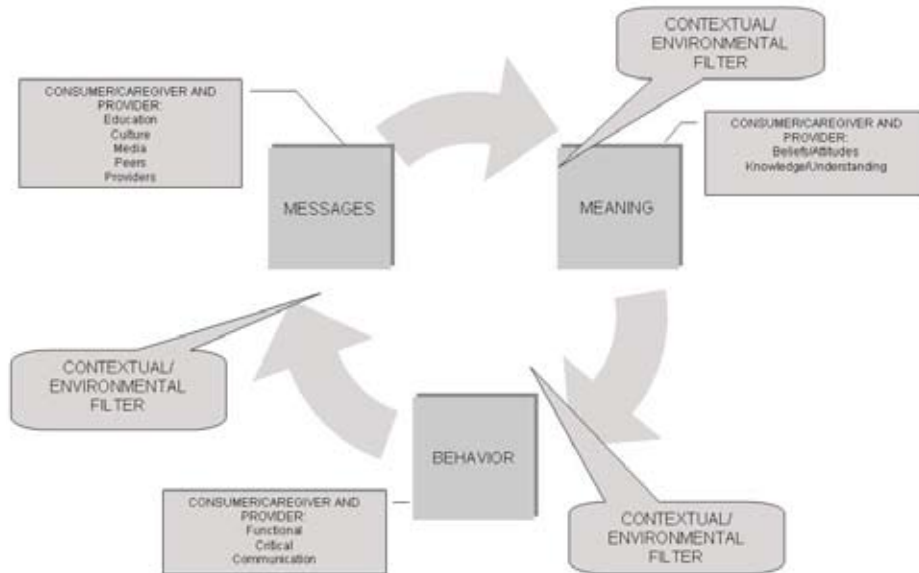 CONTEXTUAL/
ENVIRONMENTAL
FILTER
CONSUMER/CAREGIVER AND
PROVIDER:
Education
Culture
Media
Peers
Providers
CONSUMER/CAREGIVER AND
PROVIDER:
Beliefs/Attitudes
Knowledge/Understanding
MESSAGES
MEANING
CONTEXTUAL/
ENVIRONMENTAL
FILTER
BEHAVIOR
CONSUMER/CAREGIVER AND
PROVIDER:
Functional
Critical
Communication
CONTEXTUAL/
ENVIRONMENTAL
FILTER